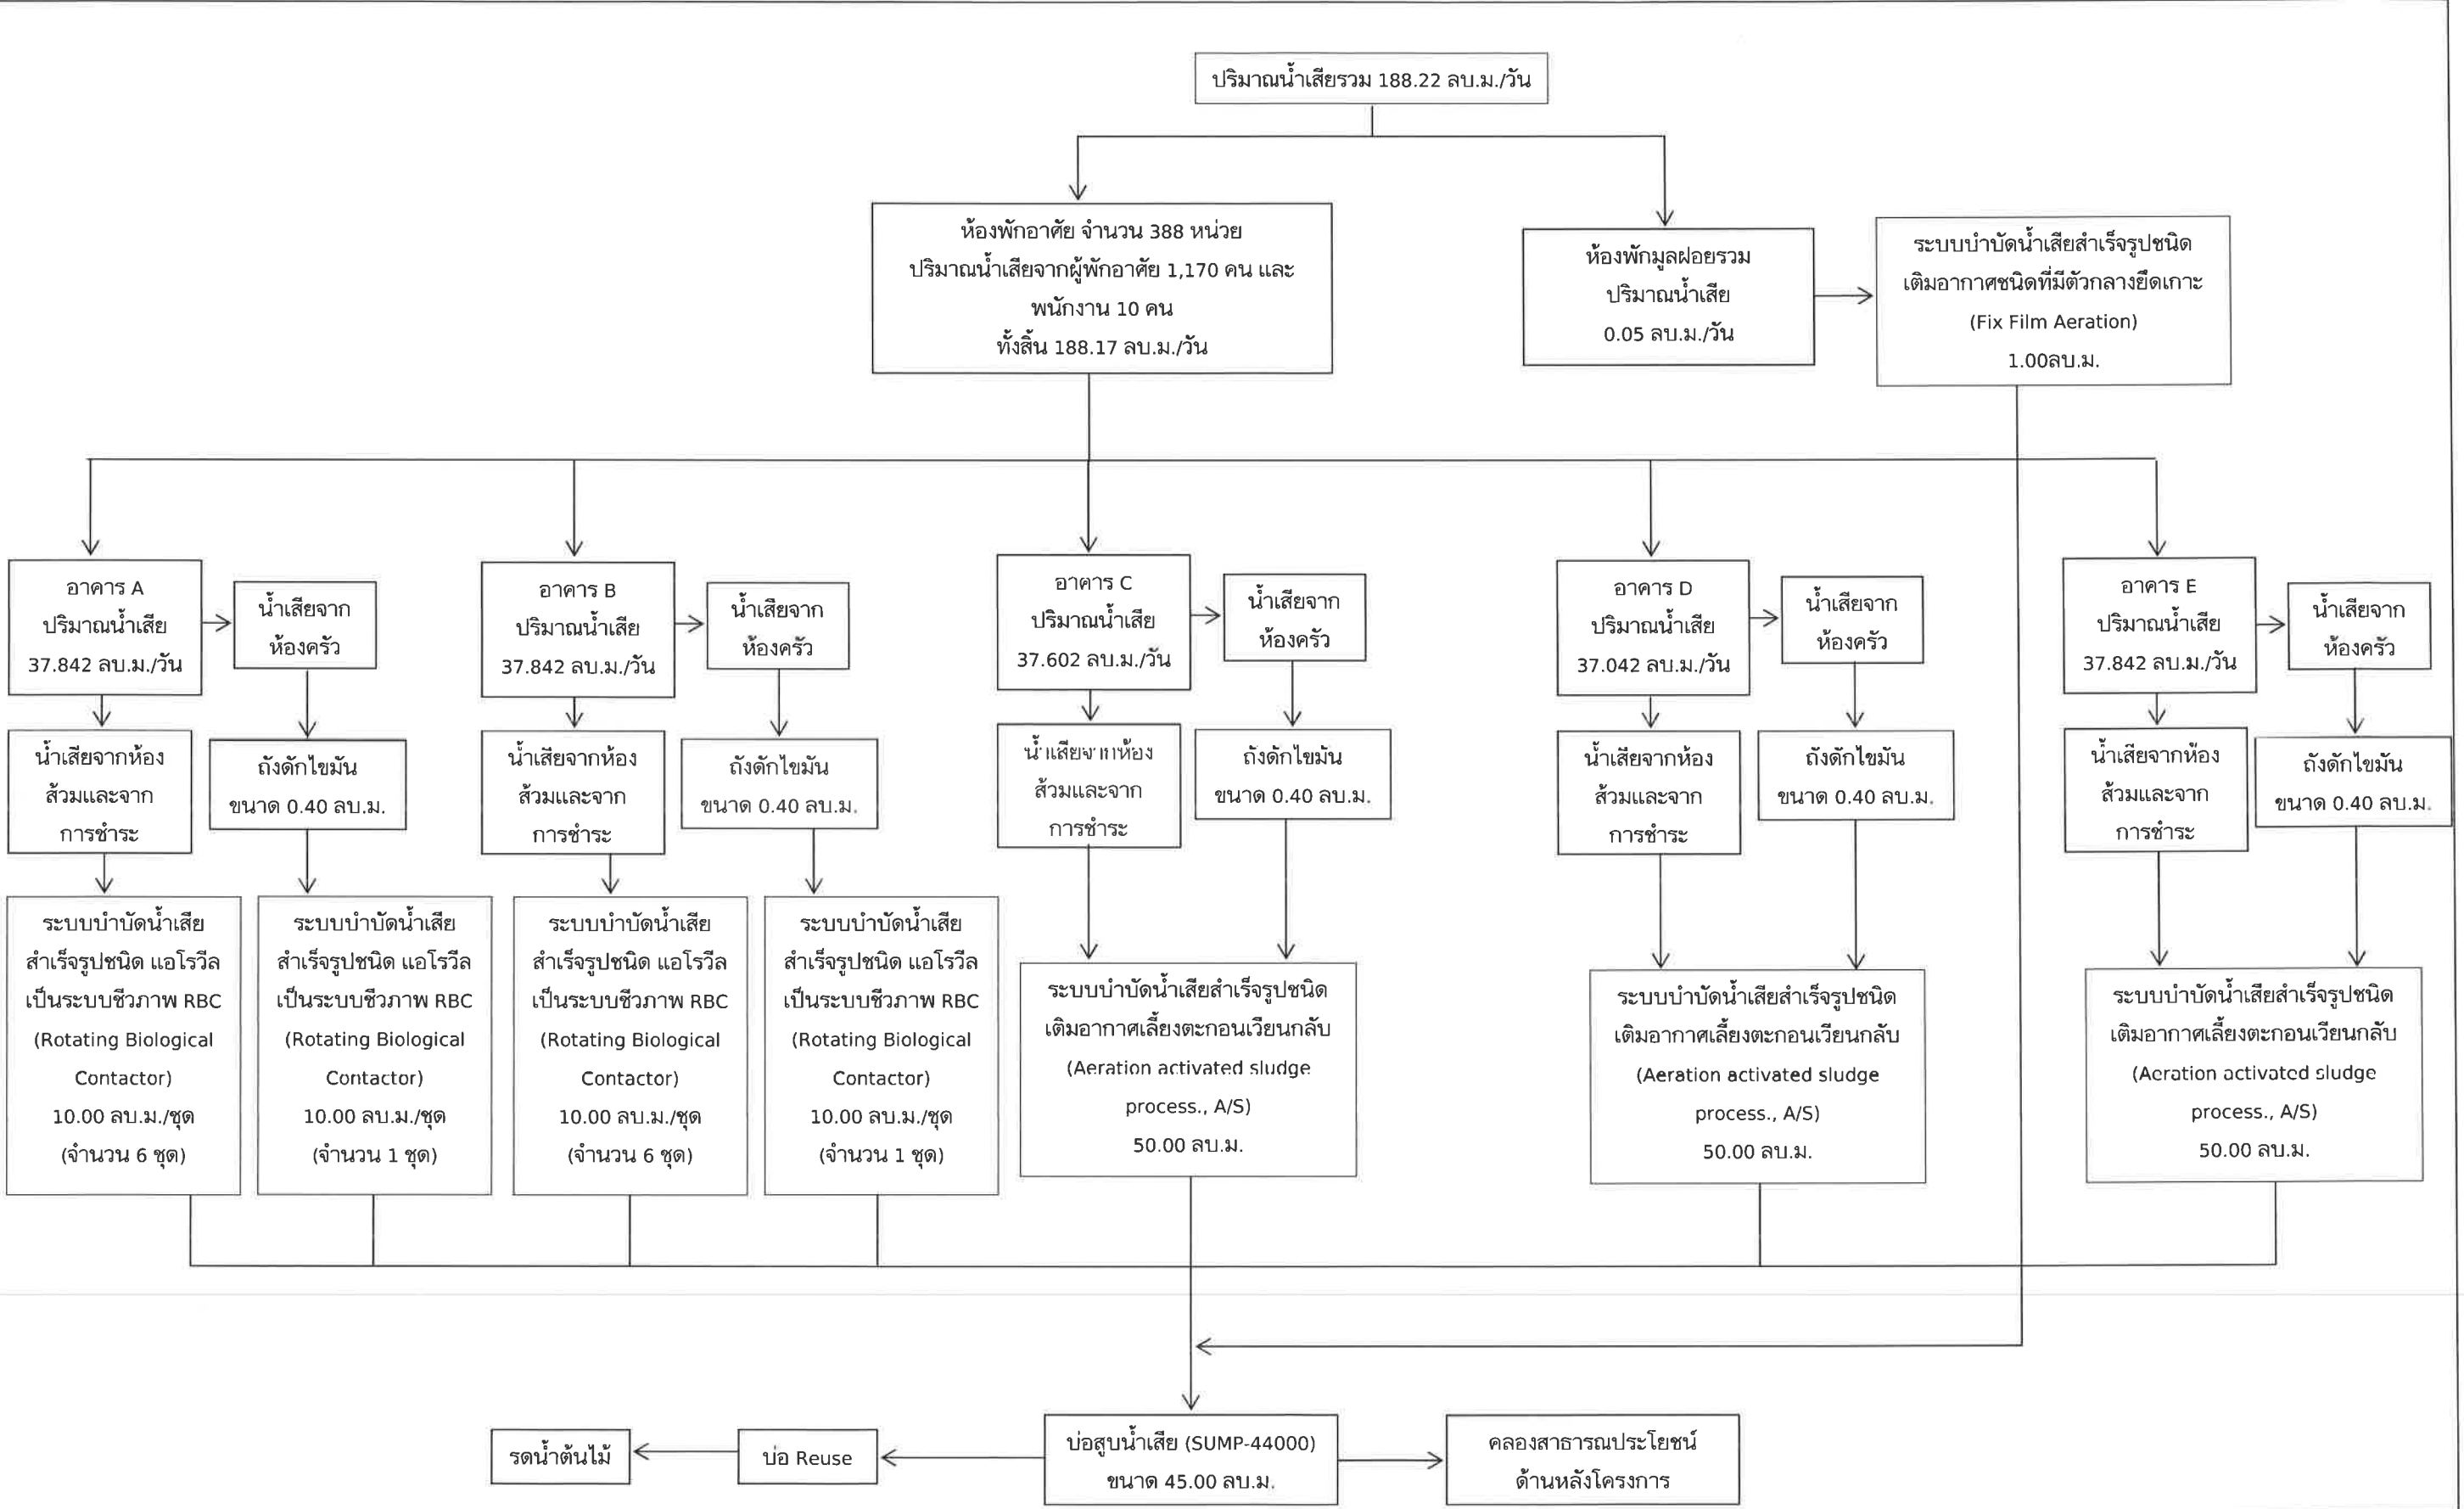 ปริมาณน้ำเสียรวม 188.22 ลบ.ม./วัน
ห้องพักอาศัย จำนวน 388 หน่วย
ปริมาณน้ำเสียจากผู้พักอาศัย 1,170 คน และ
พนักงาน 10 คน
ทั้งสิ้น 188.17 ลบ.ม./วัน
ห้องพักมูลฝอยรวม
ปริมาณน้ำเสีย
0.05 ลบ.ม./วัน
ระบบบำบัดน้ำเสียสำเร็จรูปชนิด
เติมอากาศชนิดที่มีตัวกลางยึดเกาะ
(Fix Film Aeration)
1.00ลบ.ม.
อาคาร A
ปริมาณน้ำเสีย
37.842 ลบ.ม./วัน
น้ำเสียจาก
ห้องครัว
อาคาร B
ปริมาณน้ำเสีย
37.842 ลบ.ม./วัน
น้ำเสียจาก
ห้องครัว
อาคาร C
ปริมาณน้ำเสีย
37.602 ลบ.ม./วัน
น้ำเสียจาก
ห้องครัว
อาคาร D
ปริมาณน้ำเสีย
37.042 ลบ.ม./วัน
น้ำเสียจาก
ห้องครัว
อาคาร E
ปริมาณน้ำเสีย
37.842 ลบ.ม./วัน
น้ำเสียจาก
ห้องครัว
น้ำเสียจากห้อง
ส้วมและจาก
การชำระ
ถังดักไขมัน
ขนาด 0.40 ลบ.ม.
น้ำเสียจากห้อง
ส้วมและจาก
การชำระ
ถังดักไขมัน
ขนาด 0.40 ลบ.ม.
น้ำเสียจากห้อง
ส้วมและจาก
การชำระ
ถังดักไขมัน
ขนาด 0.40 ลบ.ม.
น้ำเสียจากห้อง
ส้วมและจาก
การชำระ
ถังดักไขมัน
ขนาด 0.40 ลบ.ม.
น้ำเสียจากห้อง
ส้วมและจาก
การชำระ
ถังดักไขมัน
ขนาด 0.40 ลบ.ม.
ระบบบำบัดน้ำเสีย
สำเร็จรูปชนิด แอโรวีล
เป็นระบบชีวภาพ RBC
(Rotating Biological
Contactor)
10.00 ลบ.ม./ชุด
(จำนวน 6 ชุด)
ระบบบำบัดน้ำเสีย
สำเร็จรูปชนิด แอโรวีล
เป็นระบบชีวภาพ RBC
(Rotating Biological
Contactor)
10.00 ลบ.ม./ชุด
(จำนวน 1 ชุด)
ระบบบำบัดน้ำเสีย
สำเร็จรูปชนิด แอโรวีล
เป็นระบบชีวภาพ RBC
(Rotating Biological
Contactor)
10.00 ลบ.ม./ชุด
(จำนวน 6 ชุด)
ระบบบำบัดน้ำเสีย
สำเร็จรูปชนิด แอโรวีล
เป็นระบบชีวภาพ RBC
(Rotating Biological
Contactor)
10.00 ลบ.ม./ชุด
(จำนวน 1 ชุด)
ระบบบำบัดน้ำเสียสำเร็จรูปชนิด
เติมอากาศเลี้ยงตะกอนเวียนกลับ
(Aeration activated sludge
process., A/S)
50.00 ลบ.ม.
ระบบบำบัดน้ำเสียสำเร็จรูปชนิด
เติมอากาศเลี้ยงตะกอนเวียนกลับ
(Aeration activated sludge
process., A/S)
50.00 ลบ.ม.
ระบบบำบัดน้ำเสียสำเร็จรูปชนิด
เติมอากาศเลี้ยงตะกอนเวียนกลับ
(Aeration activated sludge
process., A/S)
50.00 ลบ.ม.
รดน้ำต้นไม้
บ่อ Reuse
บ่อสูบน้ำเสีย (SUMP-44000)
ขนาด 45.00 ลบ.ม.
คลองสาธารณประโยชน์
ด้านหลังโครงการ